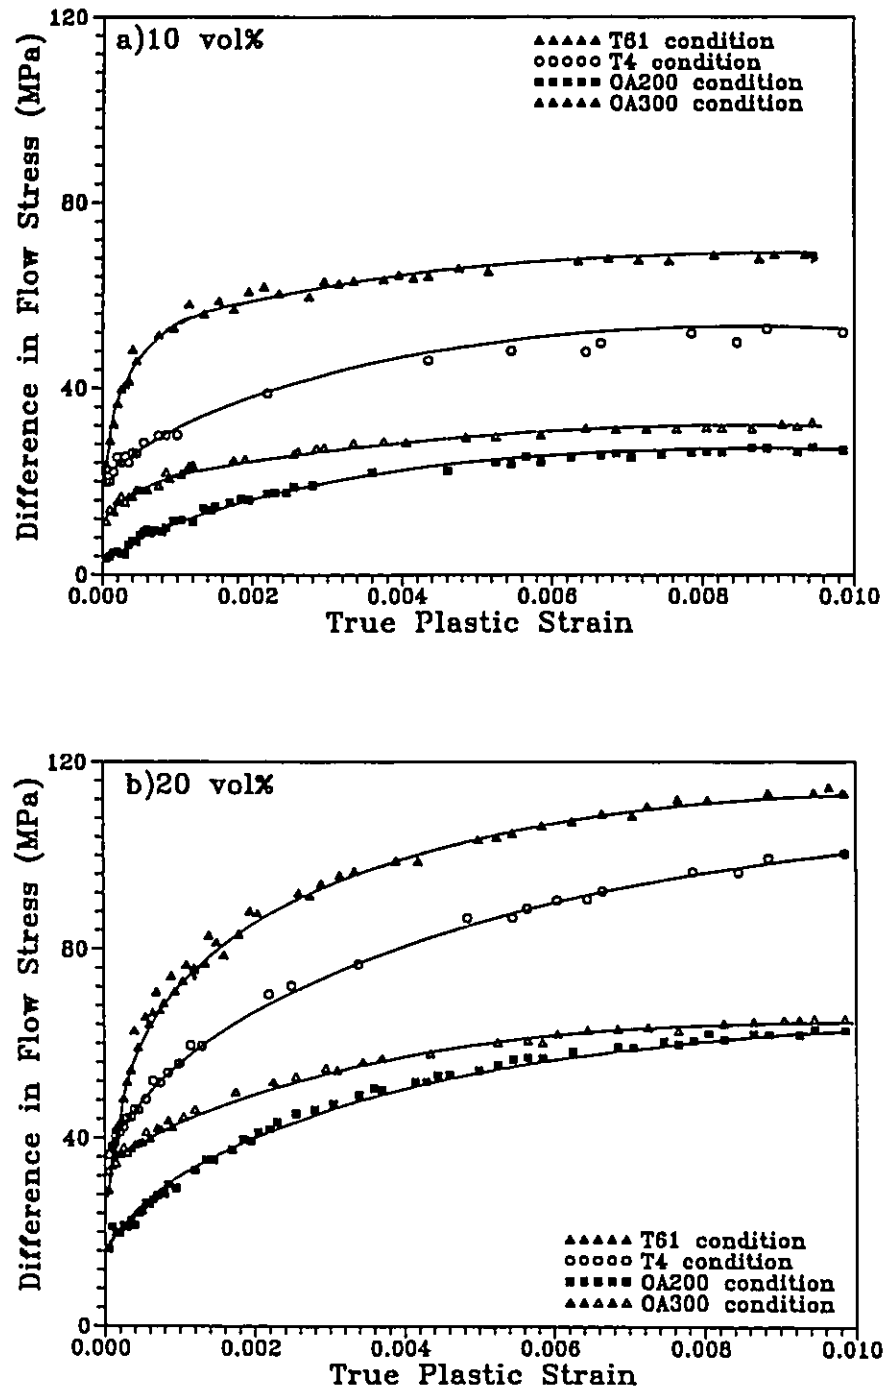 120
a)10 vol%
T61 condition
T4 condition
OA200 condition
OA300 condition
80
40
0
Difference in Flow Stress (MPa)
0.000 0.002 0.004 0.006 0.008 0.010
True Plastic Strain
120
b)20 vol%
80
40
0
Difference in Flow Stress (MPa)
T61 condition
T4 condition
OA200 condition
OA300 condition
0.000 0.002 0.004 0.006 0.008 0.010
True Plastic Strain